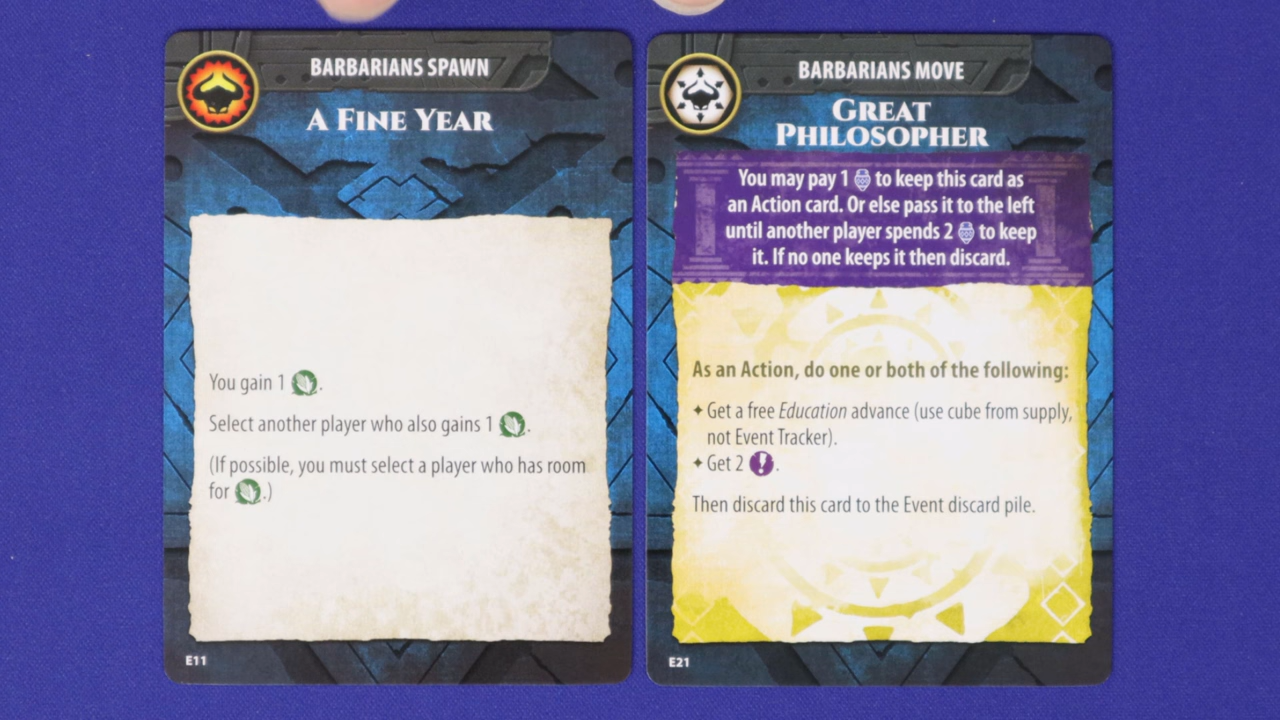 BARBARIANS SPAWN
A FINE YEAR
You gain 1 .
Select another player who also gains 1 .
(If possible, you must select a player who has room
for .)
E11
BARBARIANS MOVE
GREAT
PHILOSOPHER
You may pay 1 to keep this card as
an Action card. Or else pass it to the left
until another player spends 2 to keep
it. If no one keeps it then discard.
As an Action, do one or both of the following:
✦ Get a free Education advance (use cube from supply,
not Event Tracker).
✦ Get 2 .
Then discard this card to the Event discard pile.
E21